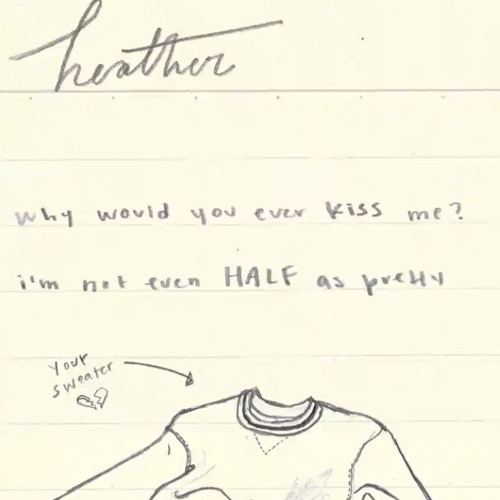 heather
why would you ever kiss me?
i'm not even HALF as pretty
your
sweater